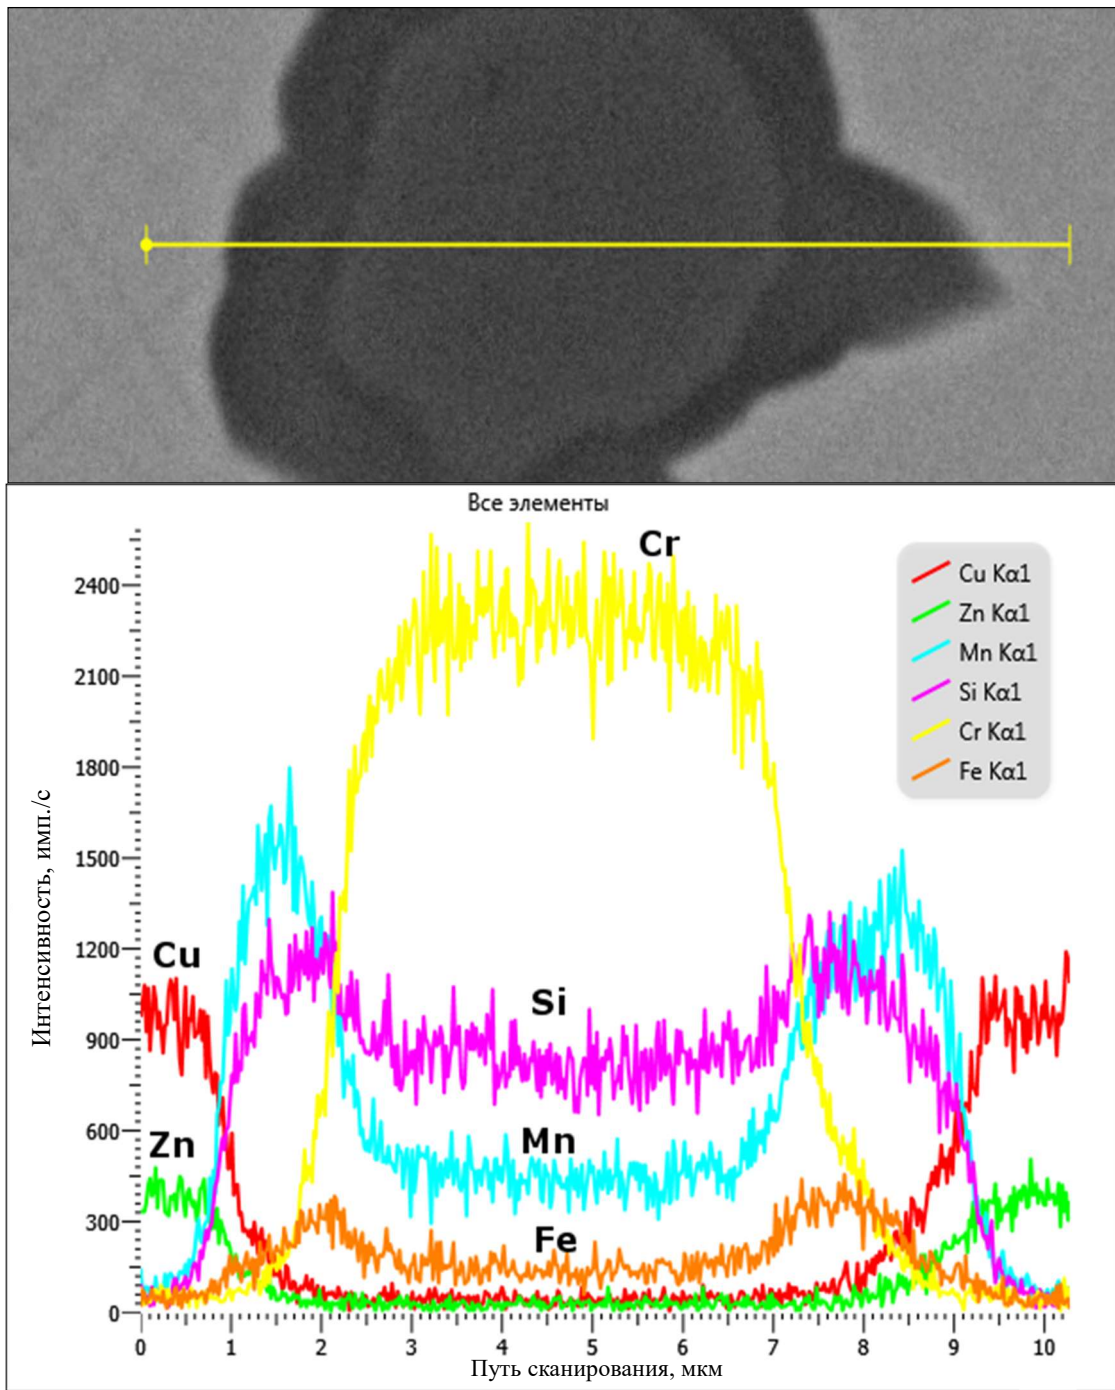 Все элементы
Cr
Cu Kα1
Zn Kα1
Mn Kα1
Si Kα1
Cr Kα1
Fe Kα1
Cu
Si
Zn
Mn
Fe
Интенсивность, имп./с
2400
2100
1800
1500
1200
900
600
300
0
0 1 2 3 4 5 6 7 8 9 10
Путь сканирования, мкм